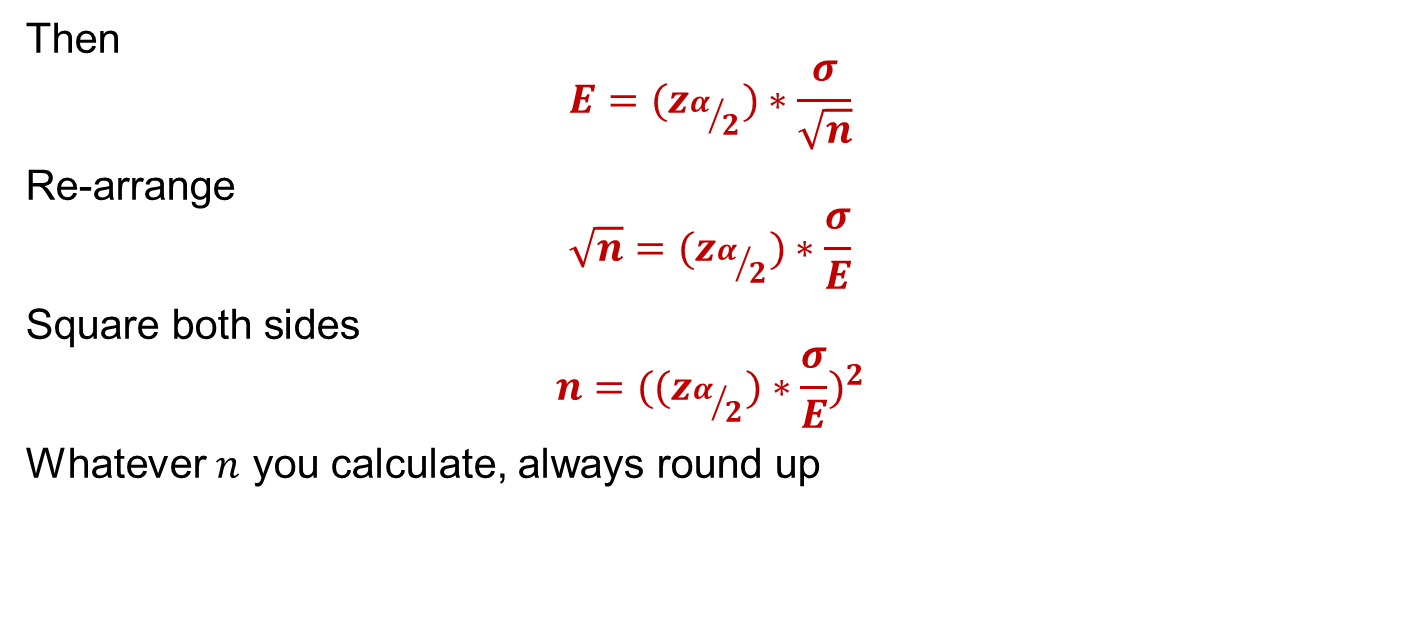 Then
E = (zα/2) * σ/√n
Re-arrange
√n = (zα/2) * σ/E
Square both sides
n = ((zα/2) * σ/E)²
Whatever n you calculate, always round up